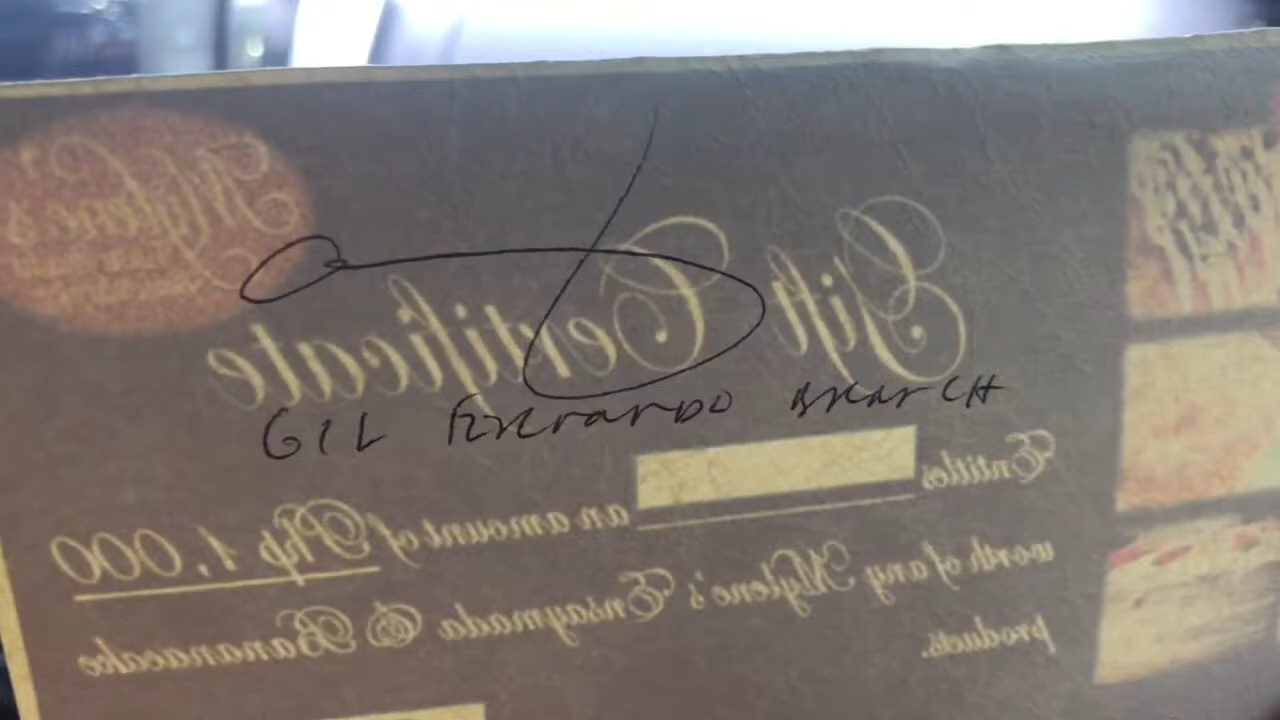 Mylene's
Gift Certificate
GIL FERNANDO BRANCH
Entitles an amount of Php 1,000
worth of any Mylene's Ensaymada & Bananacake
products.